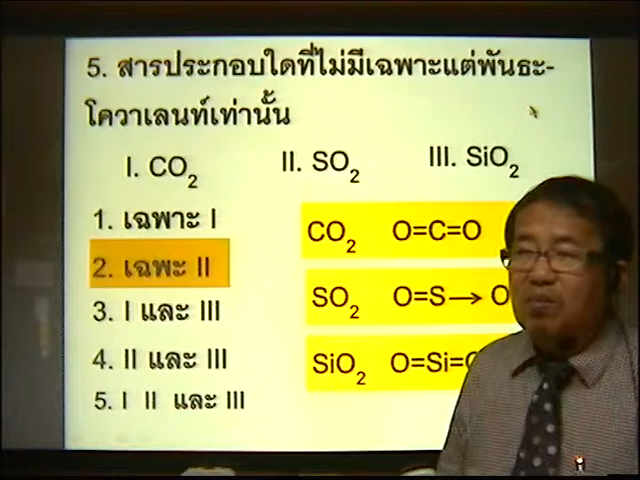 5. สารประกอบใดที่ไม่มีเฉพาะแต่พันธะ-
โควาเลนท์เท่านั้น
I. CO2 II. SO2 III. SiO2
1. เฉพาะ I
2. เฉพะ II
3. I และ III
4. II และ III
5. I II และ III
CO2 O=C=O
SO2 O=S→O
SiO2 O=Si=